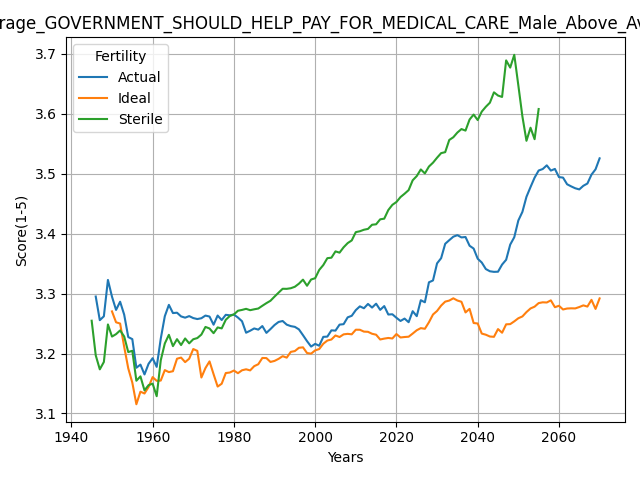 rage_GOVERNMENT_SHOULD_HELP_PAY_FOR_MEDICAL_CARE_Male_Above_Av
Fertility
Actual
Ideal
Sterile
Score(1-5)
3.7
3.6
3.5
3.4
3.3
3.2
3.1
1940 1960 1980 2000 2020 2040 2060
Years